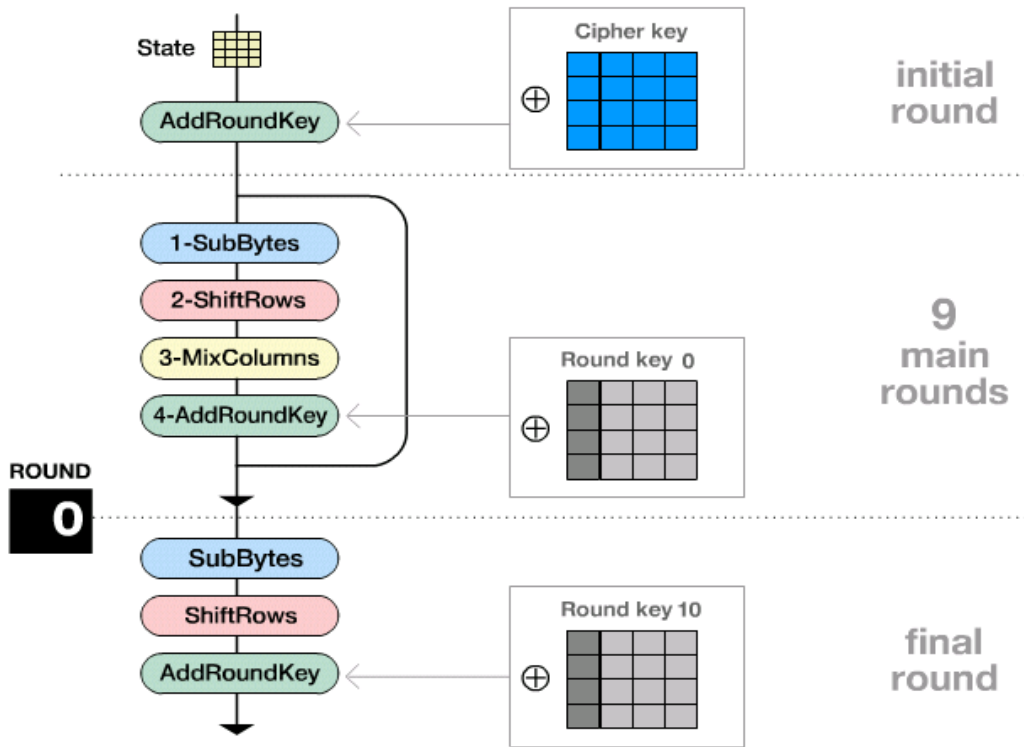 State
Cipher key
⊕
initial
round
AddRoundKey
1-SubBytes
2-ShiftRows
3-MixColumns
4-AddRoundKey
Round key 0
⊕
9
main
rounds
ROUND
0
SubBytes
ShiftRows
AddRoundKey
Round key 10
⊕
final
round